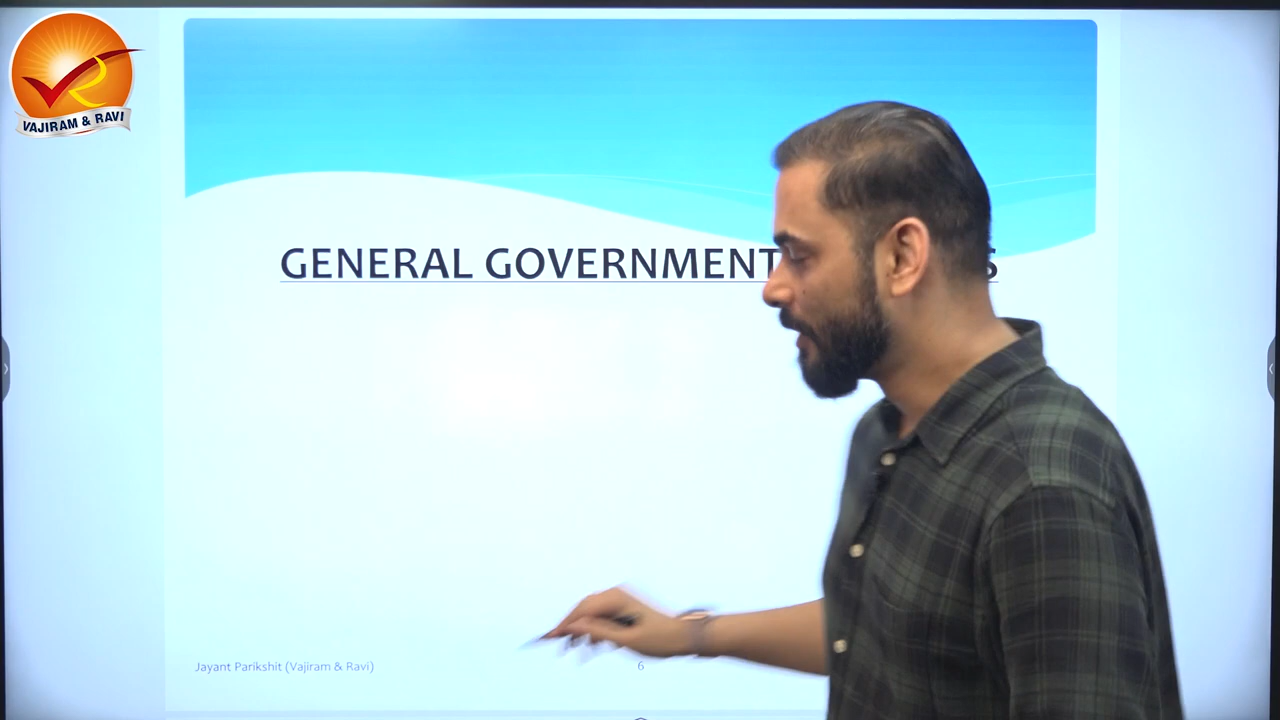 VAJIRAM & RAVI
GENERAL GOVERNMENT
Jayant Parikshit (Vajiram & Ravi)
6